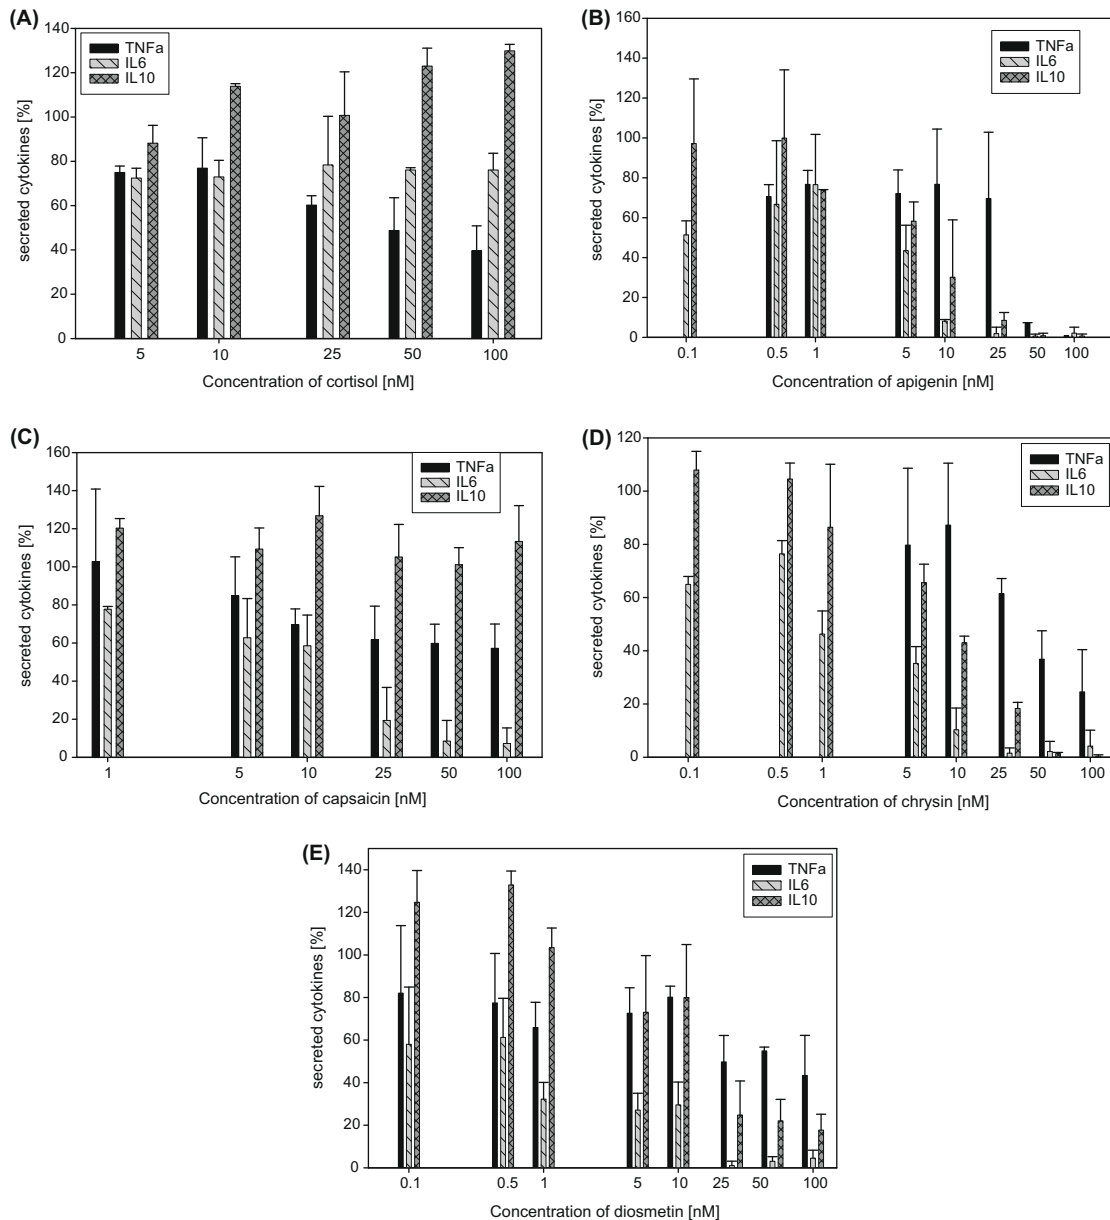 (A)
140
120
100
80
60
40
20
0
secreted cytokines [%]
TNFa
IL6
IL10
5 10 25 50 100
Concentration of cortisol [nM]
(B)
160
140
120
100
80
60
40
20
0
secreted cytokines [%]
TNFa
IL6
IL10
0.1 0.5 1 5 10 25 50 100
Concentration of apigenin [nM]
(C)
160
140
120
100
80
60
40
20
0
secreted cytokines [%]
TNFa
IL6
IL10
1 5 10 25 50 100
Concentration of capsaicin [nM]
(D)
120
100
80
60
40
20
0
secreted cytokines [%]
TNFa
IL6
IL10
0.1 0.5 1 5 10 25 50 100
Concentration of chrysin [nM]
(E)
140
120
100
80
60
40
20
0
secreted cytokines [%]
TNFa
IL6
IL10
0.1 0.5 1 5 10 25 50 100
Concentration of diosmetin [nM]